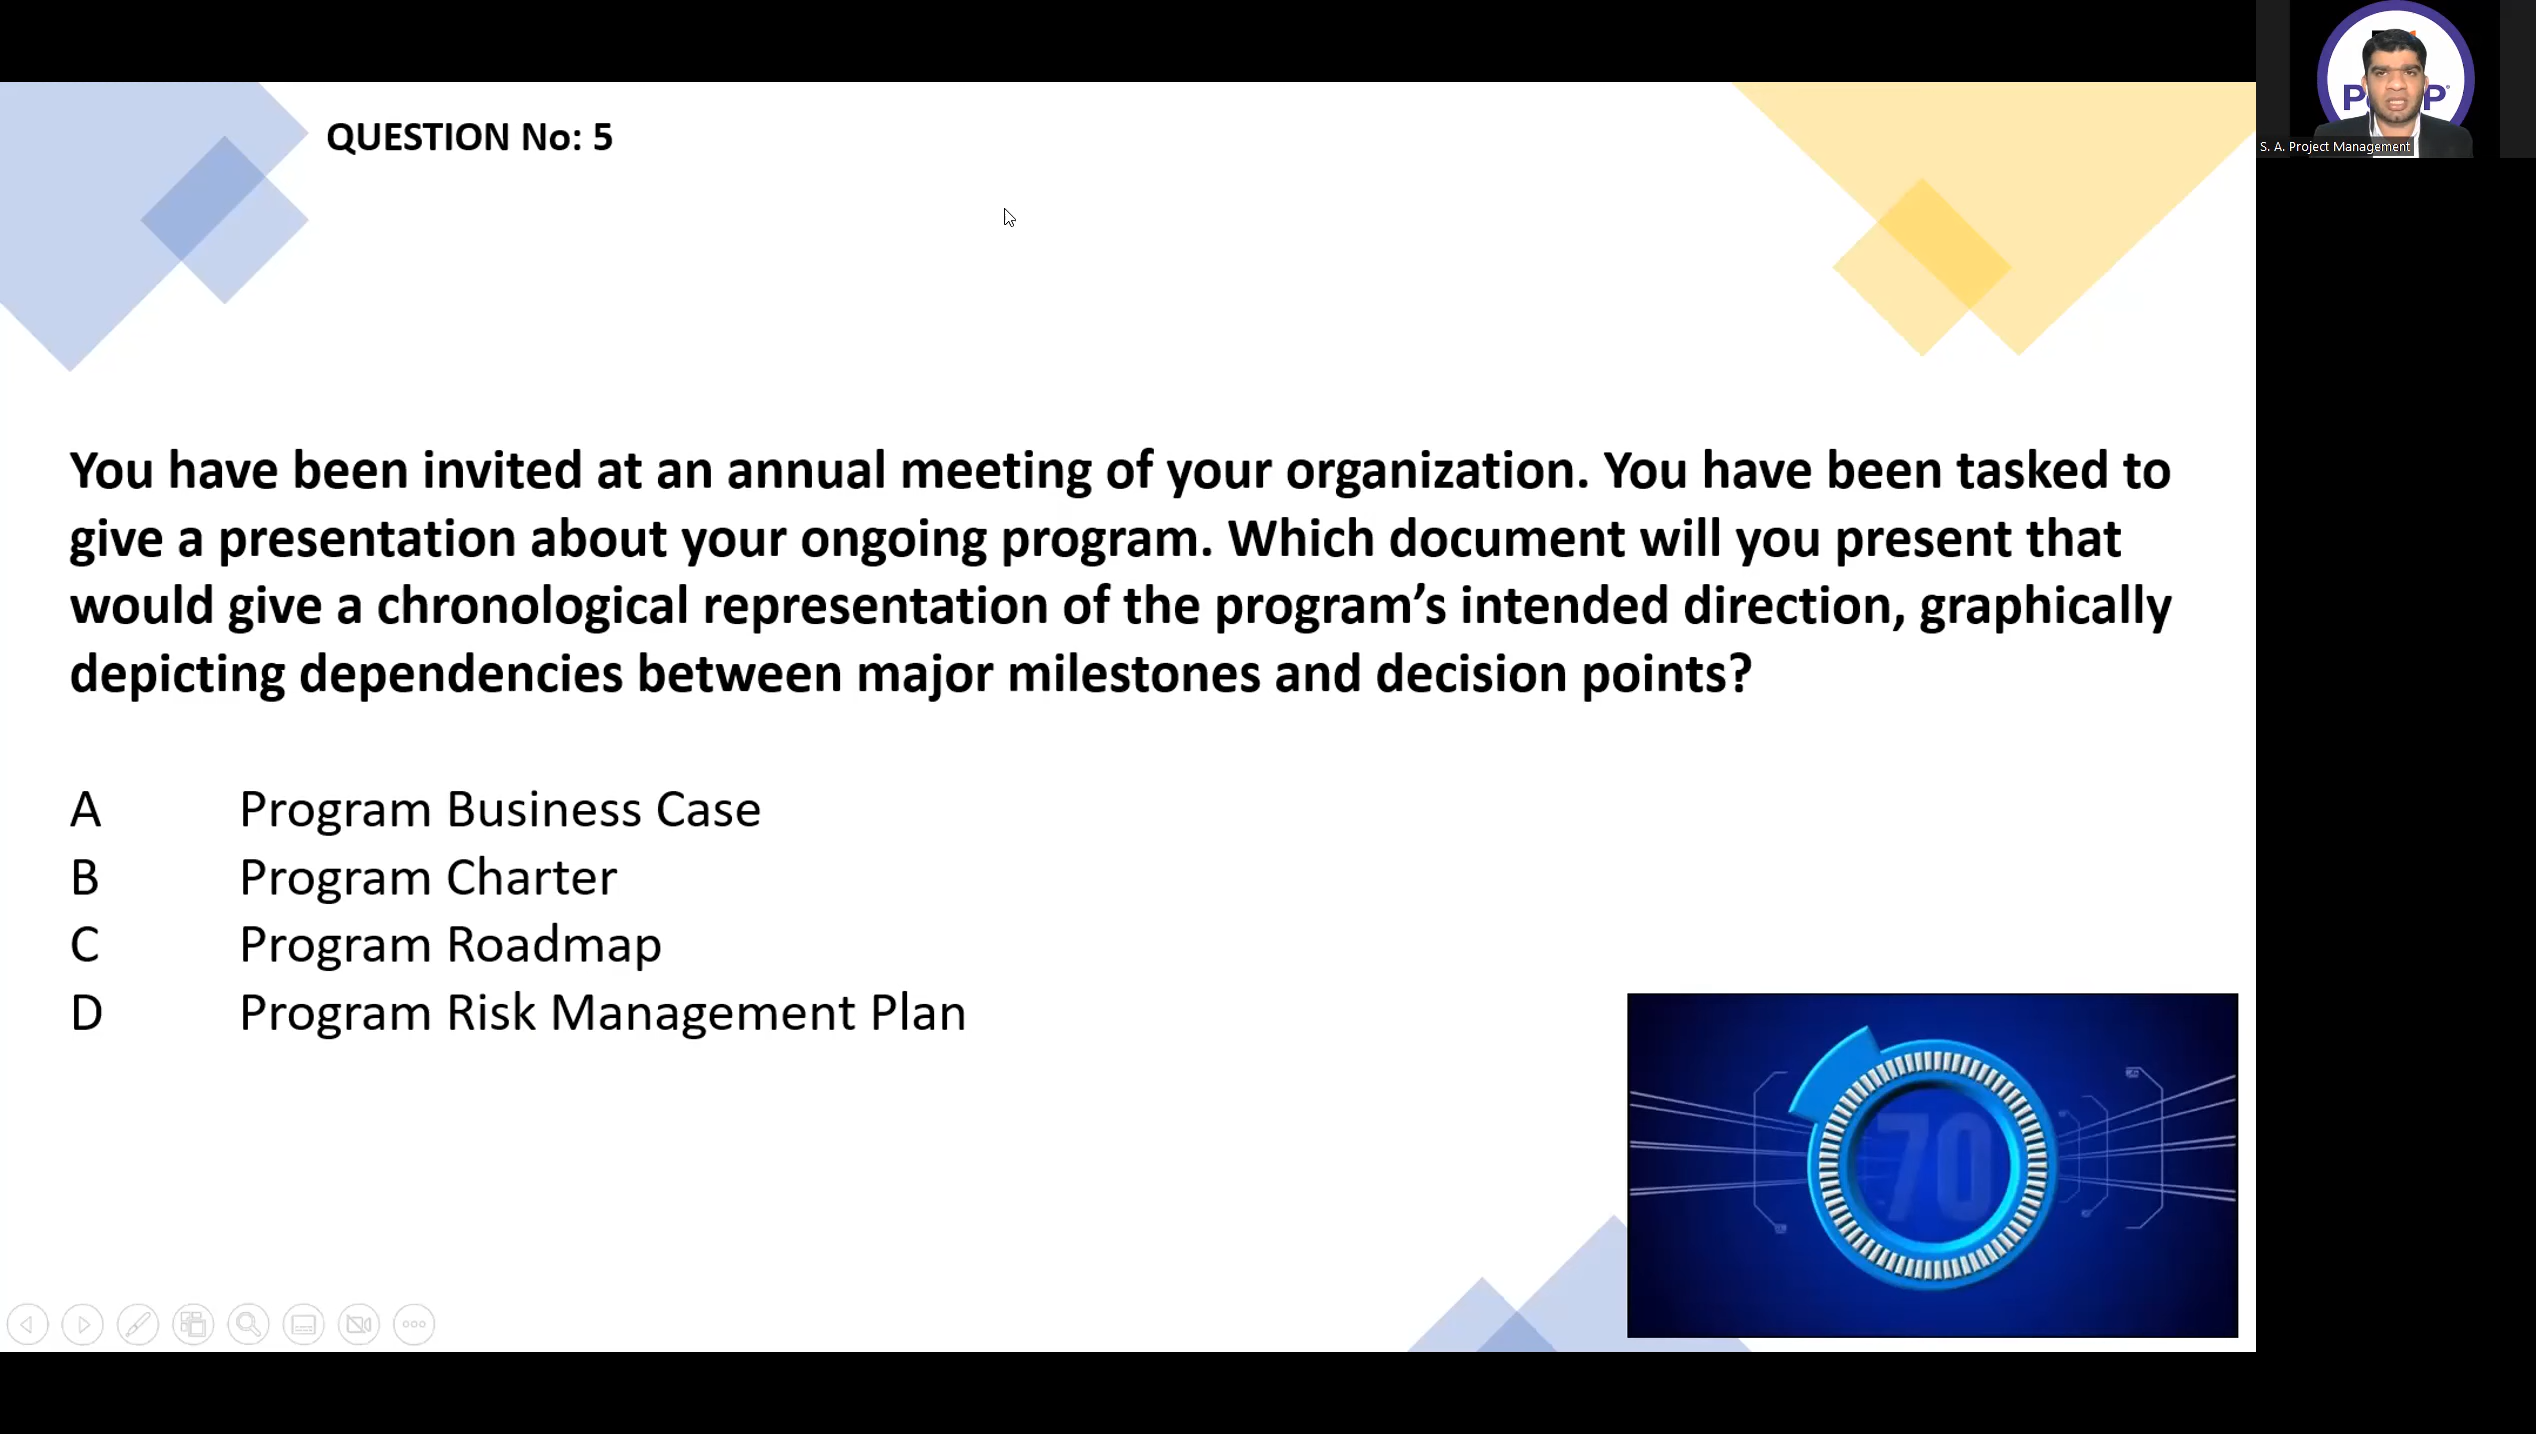 QUESTION No: 5
S. A. Project Management
You have been invited at an annual meeting of your organization. You have been tasked to
give a presentation about your ongoing program. Which document will you present that
would give a chronological representation of the program’s intended direction, graphically
depicting dependencies between major milestones and decision points?
A Program Business Case
B Program Charter
C Program Roadmap
D Program Risk Management Plan
70